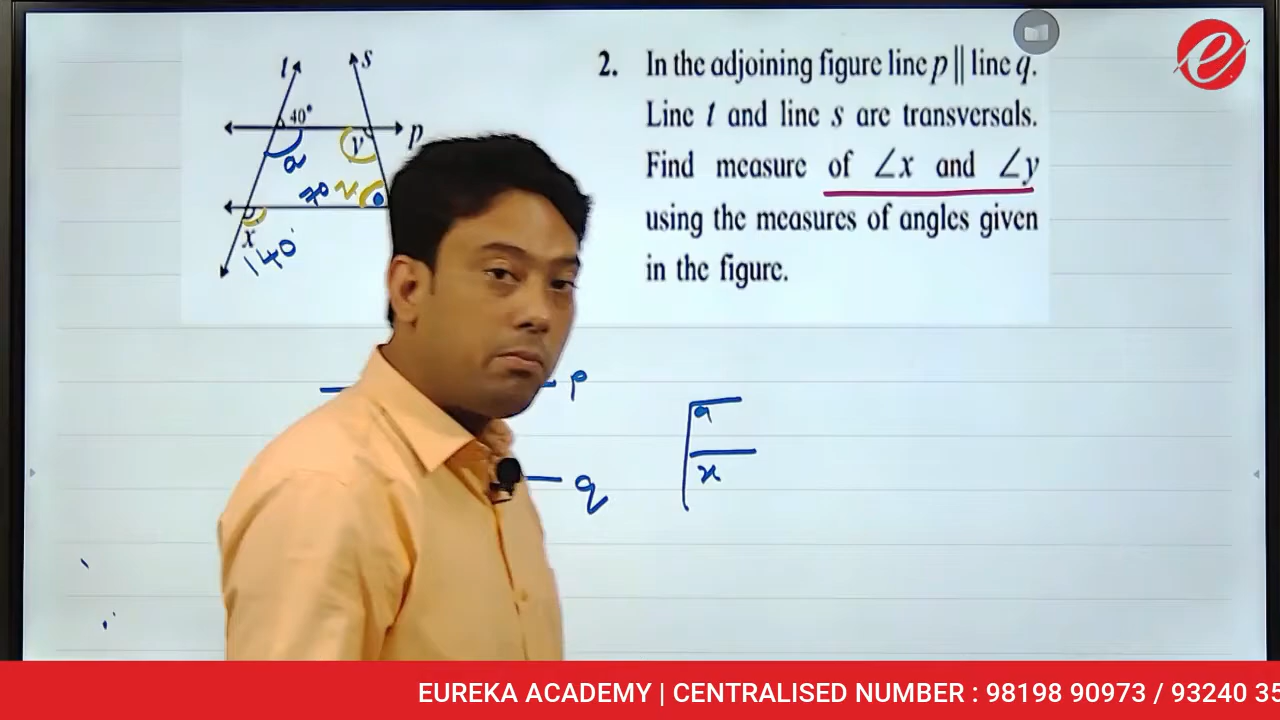 t
s
40°
p
a
y
70
x
140°
2. In the adjoining figure line p || line q.
Line t and line s are transversals.
Find measure of ∠x and ∠y
using the measures of angles given
in the figure.
p
q
a
x
e
EUREKA ACADEMY | CENTRALISED NUMBER : 98198 90973 / 93240 35